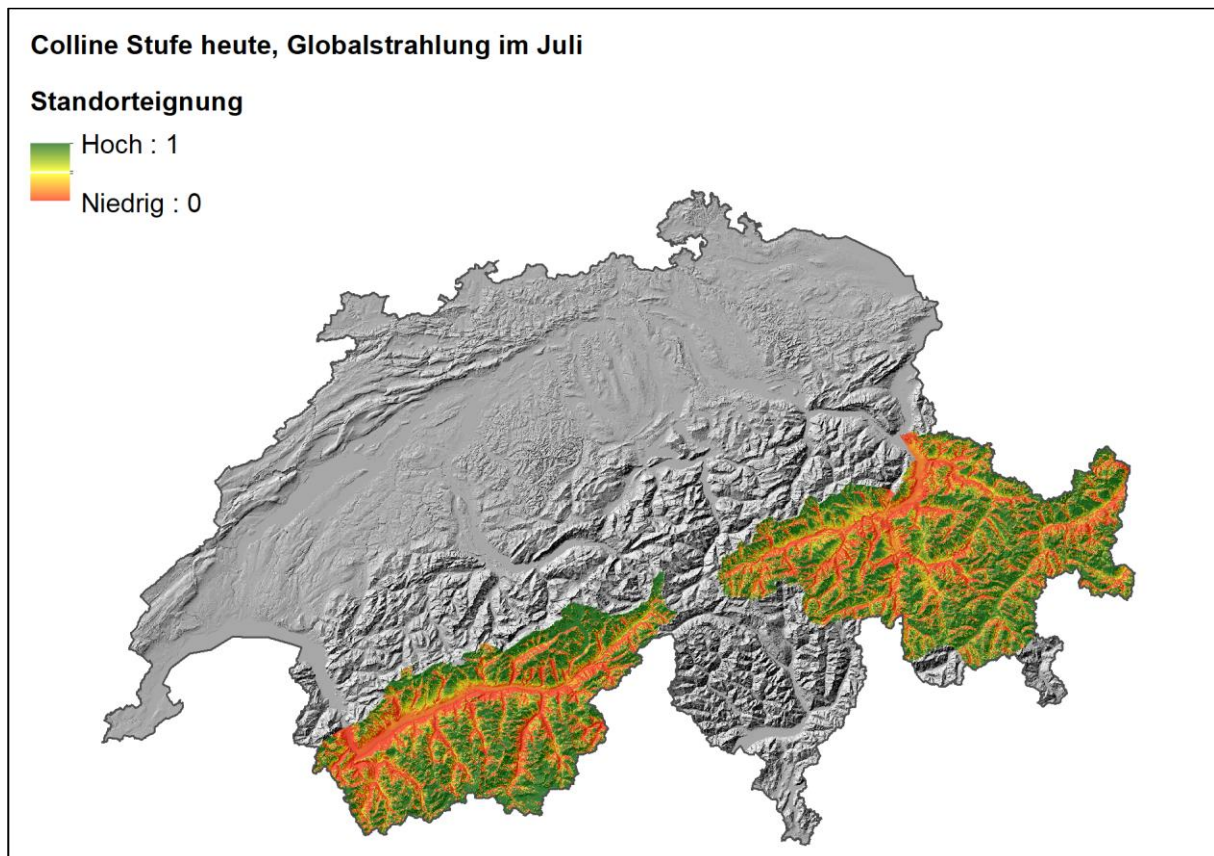 Colline Stufe heute, Globalstrahlung im Juli
Standorteignung
Hoch : 1
Niedrig : 0